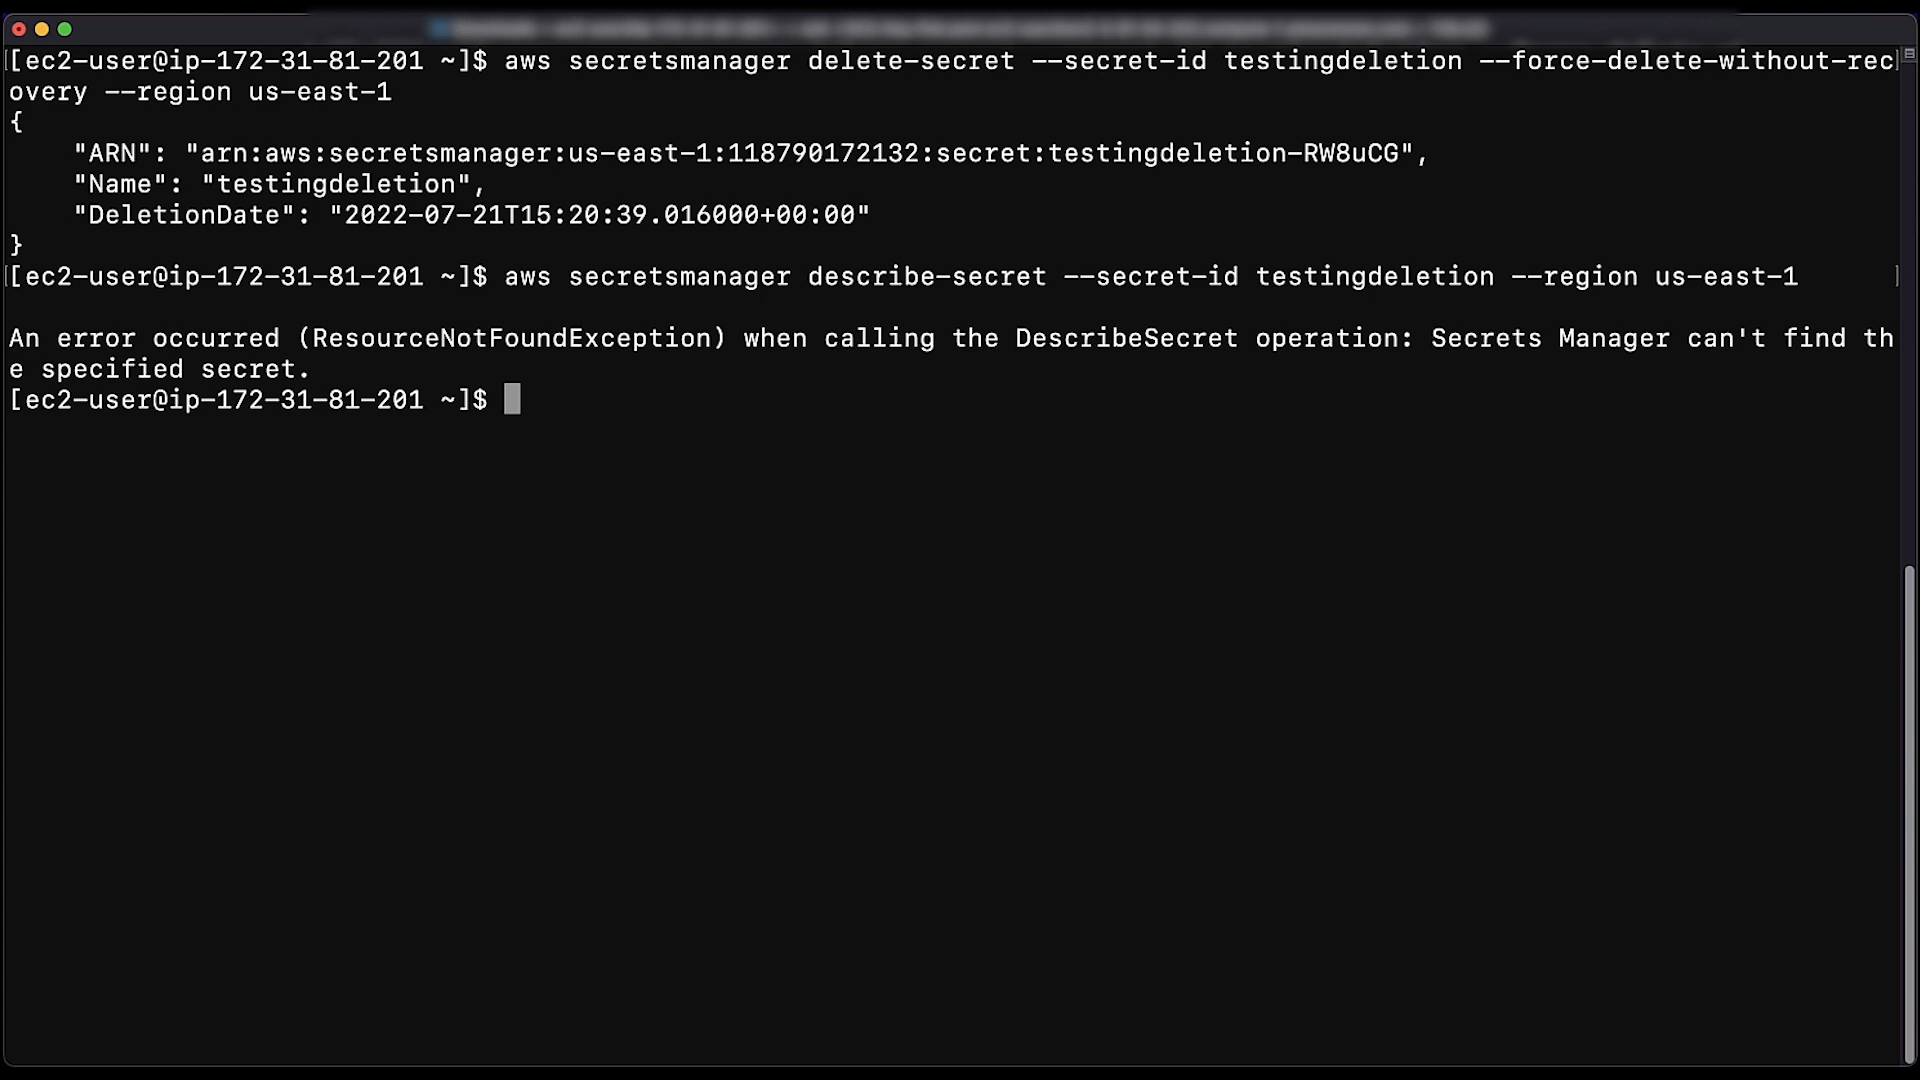 [ec2-user@ip-172-31-81-201 ~]$ aws secretsmanager delete-secret --secret-id testingdeletion --force-delete-without-rec
overy --region us-east-1
{
    "ARN": "arn:aws:secretsmanager:us-east-1:118790172132:secret:testingdeletion-RW8uCG",
    "Name": "testingdeletion",
    "DeletionDate": "2022-07-21T15:20:39.016000+00:00"
}
[ec2-user@ip-172-31-81-201 ~]$ aws secretsmanager describe-secret --secret-id testingdeletion --region us-east-1
An error occurred (ResourceNotFoundException) when calling the DescribeSecret operation: Secrets Manager can't find th
e specified secret.
[ec2-user@ip-172-31-81-201 ~]$